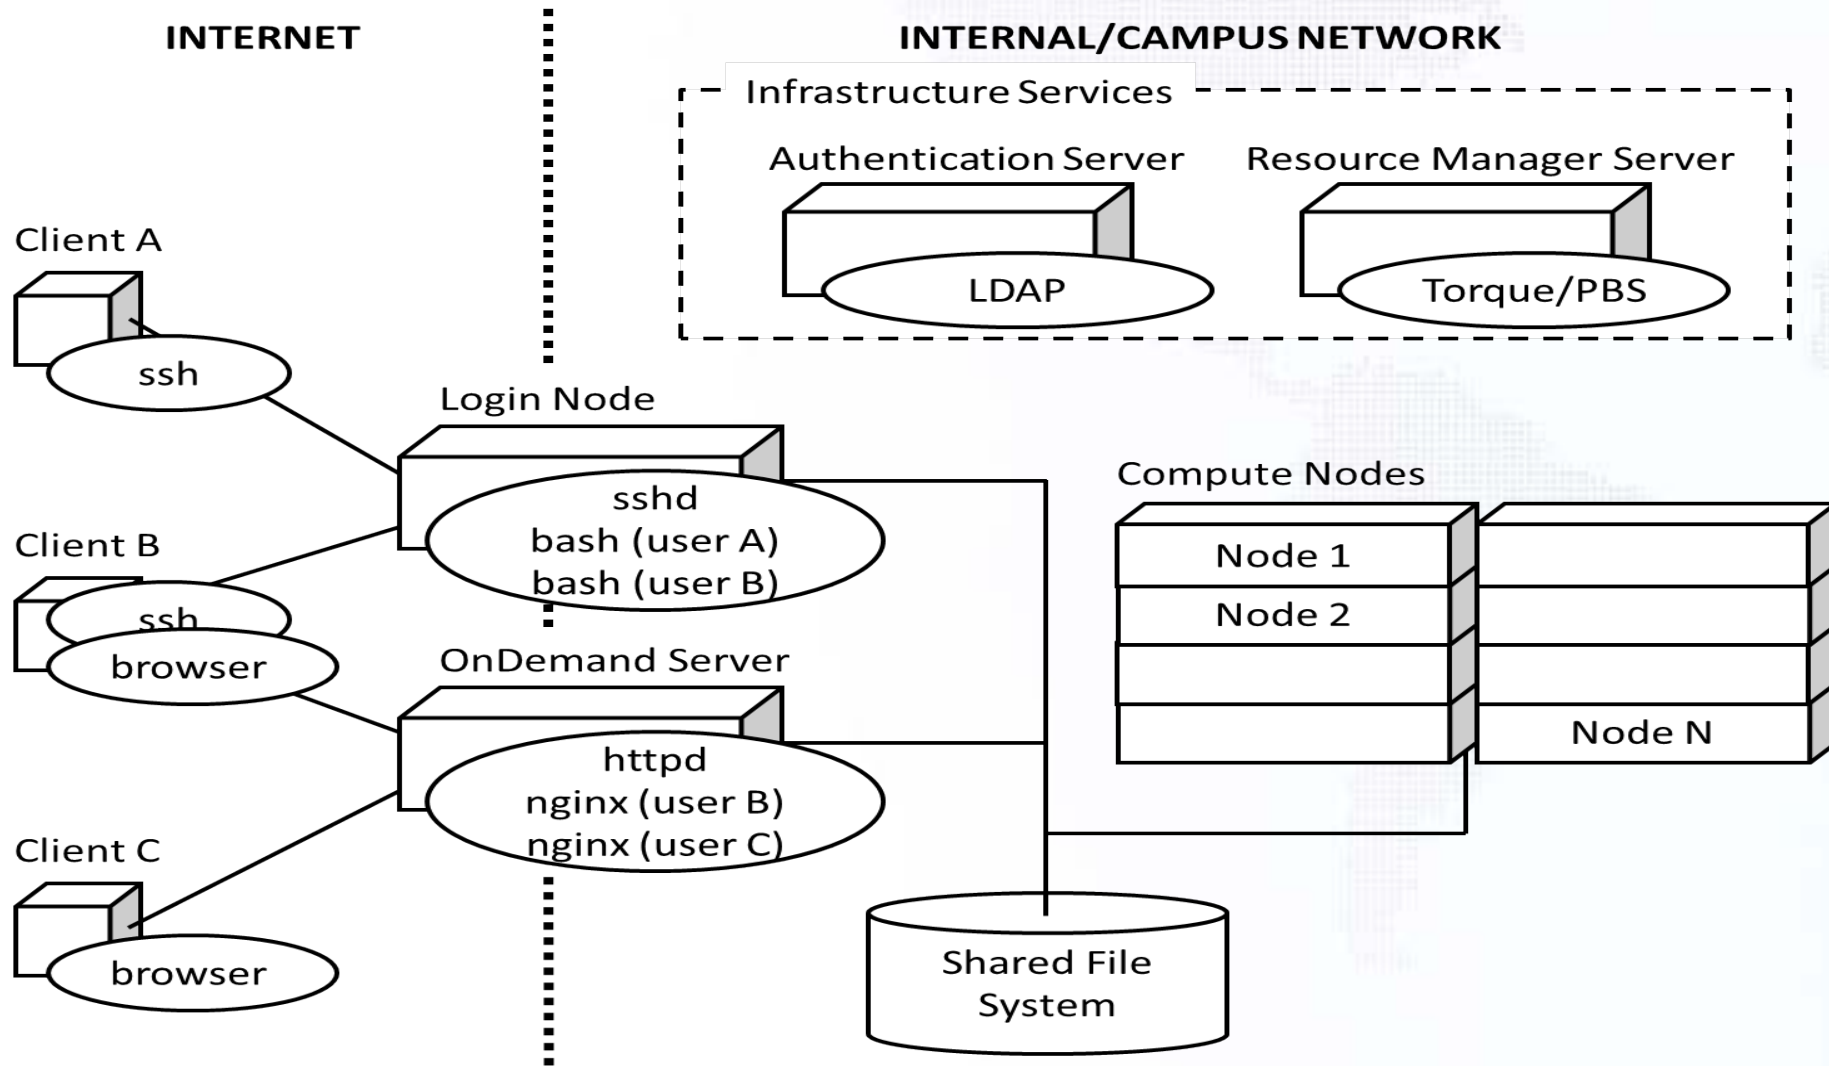 INTERNET
INTERNAL/CAMPUS NETWORK
Infrastructure Services
Authentication Server
Resource Manager Server
LDAP
Torque/PBS
Client A
ssh
Login Node
sshd
bash (user A)
bash (user B)
Client B
ssh
browser
OnDemand Server
httpd
nginx (user B)
nginx (user C)
Client C
browser
Compute Nodes
Node 1
Node 2
Node N
Shared File
System